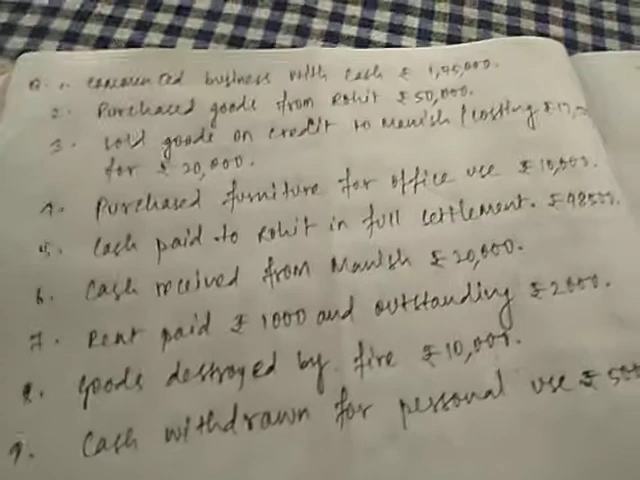 Q. 1. commenced business with cash ₹ 1,75,000.
2. Purchased goods from Rohit ₹ 50,000.
3. sold goods on credit to Manish (costing ₹ 17,
for ₹ 20,000.
4. Purchased furniture for office use ₹ 10,000.
5. Cash paid to Rohit in full settlement. ₹ 48500.
6. Cash received from Manish ₹ 20,000.
7. Rent paid ₹ 1000 and outstanding ₹ 2000.
8. goods destroyed by fire ₹ 10,000.
9. Cash withdrawn for personal use ₹ 500